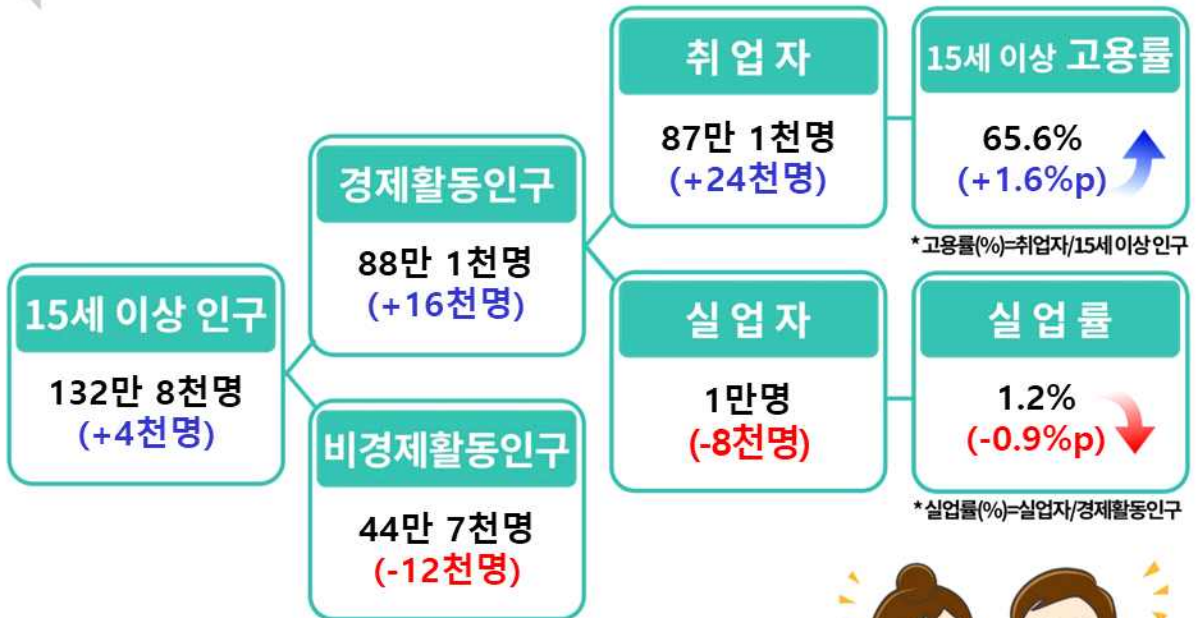 15세 이상 인구
132만 8천명
(+4천명)
경제활동인구
88만 1천명
(+16천명)
비경제활동인구
44만 7천명
(-12천명)
취업자
87만 1천명
(+24천명)
15세 이상 고용률
65.6%
(+1.6%p)
*고용률(%)=취업자/15세 이상 인구
실업자
1만명
(-8천명)
실업률
1.2%
(-0.9%p)
*실업률(%)=실업자/경제활동인구